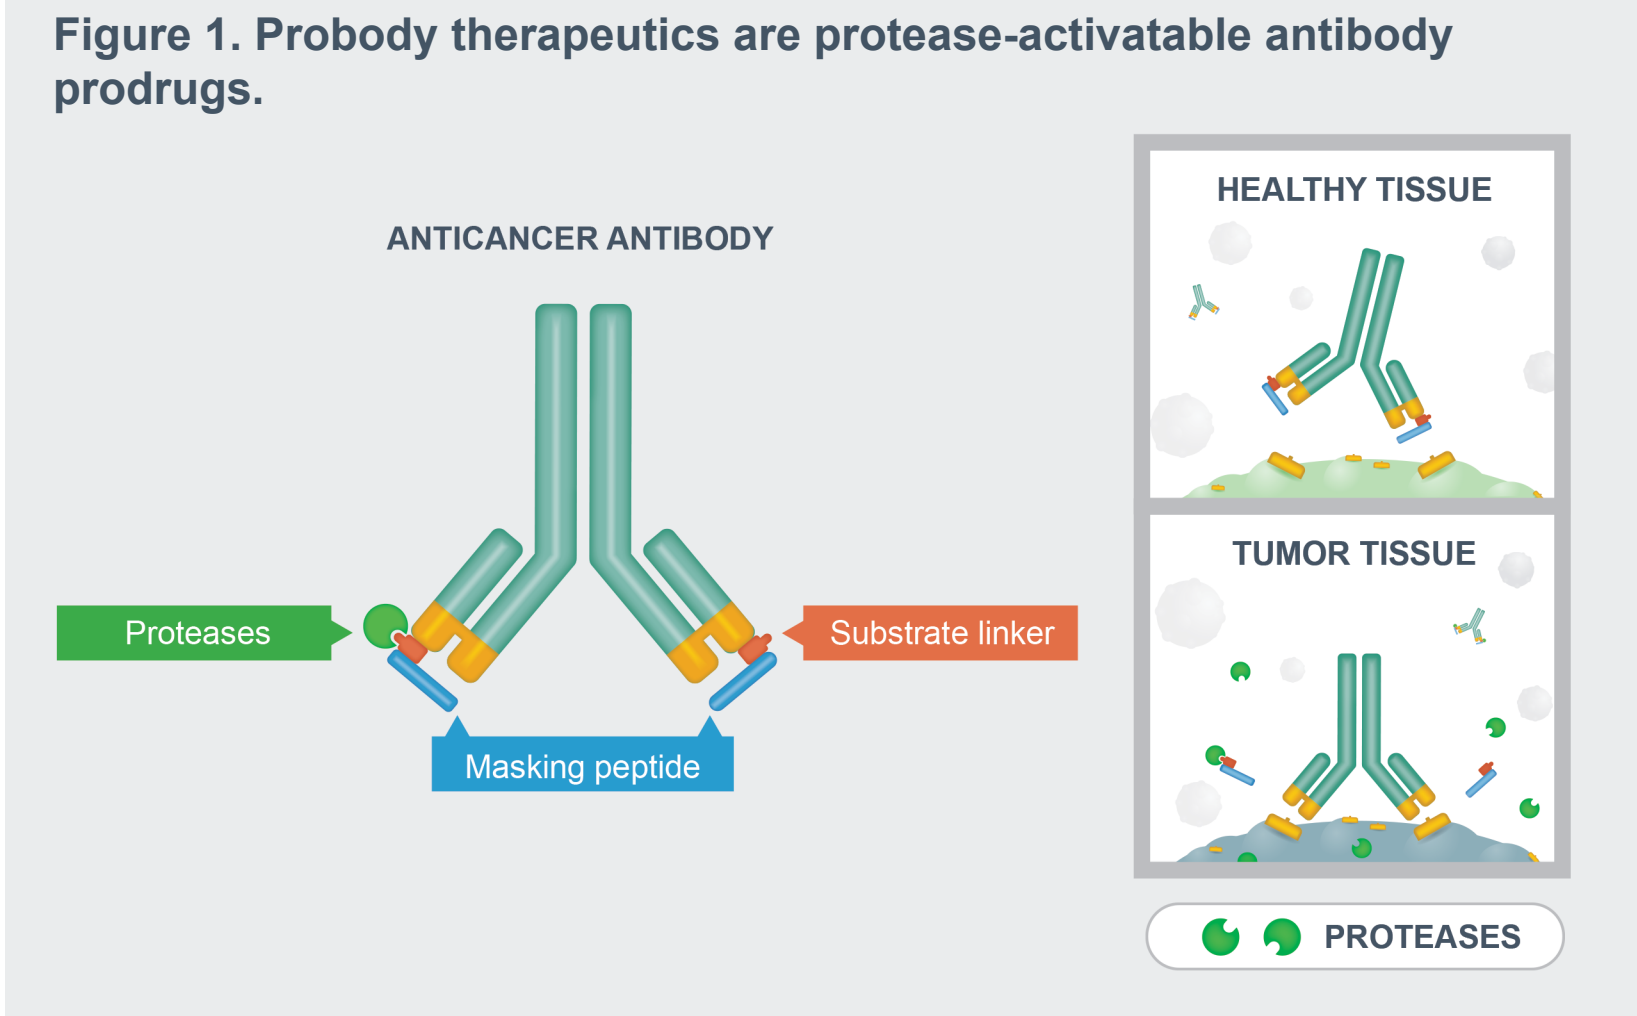 Figure 1. Probody therapeutics are protease-activatable antibody
prodrugs.
ANTICANCER ANTIBODY
Proteases
Substrate linker
Masking peptide
HEALTHY TISSUE
TUMOR TISSUE
PROTEASES